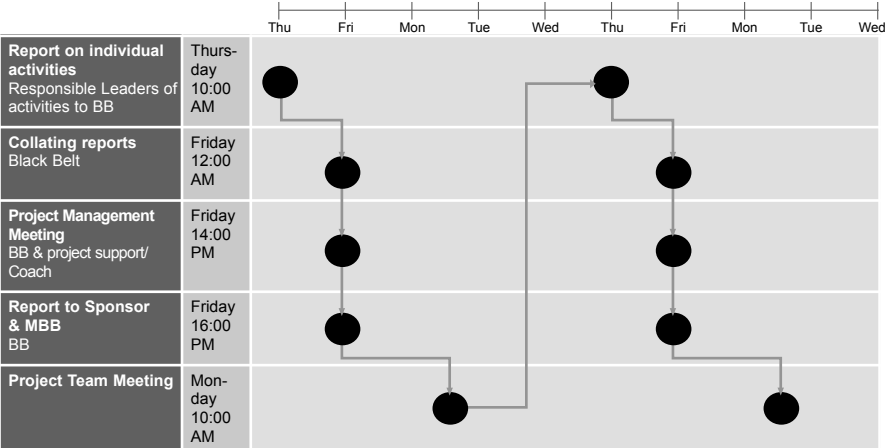 Thu Fri Mon Tue Wed Thu Fri Mon Tue Wed
Report on individual
activities
Responsible Leaders of
activities to BB
Thurs-
day
10:00
AM
Collating reports
Black Belt
Friday
12:00
AM
Project Management
Meeting
BB & project support/
Coach
Friday
14:00
PM
Report to Sponsor
& MBB
BB
Friday
16:00
PM
Project Team Meeting
Mon-
day
10:00
AM